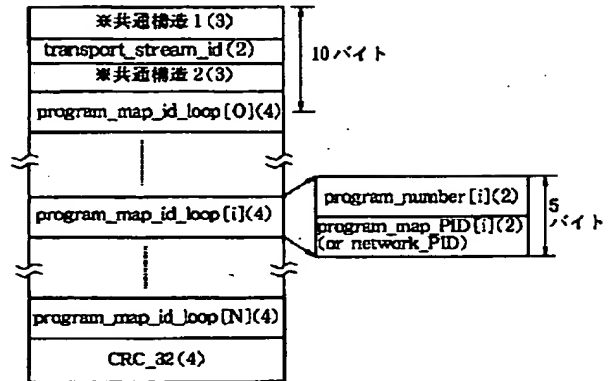 ※共通構造1(3)
transport_stream_id(2)
※共通構造2(3)
program_map_id_loop[0](4)
10バイト
program_map_id_loop[i](4)
program_number[i](2)
program_map_PID[i](2)
(or network_PID)
5
バイト
program_map_id_loop[N](4)
CRC_32(4)